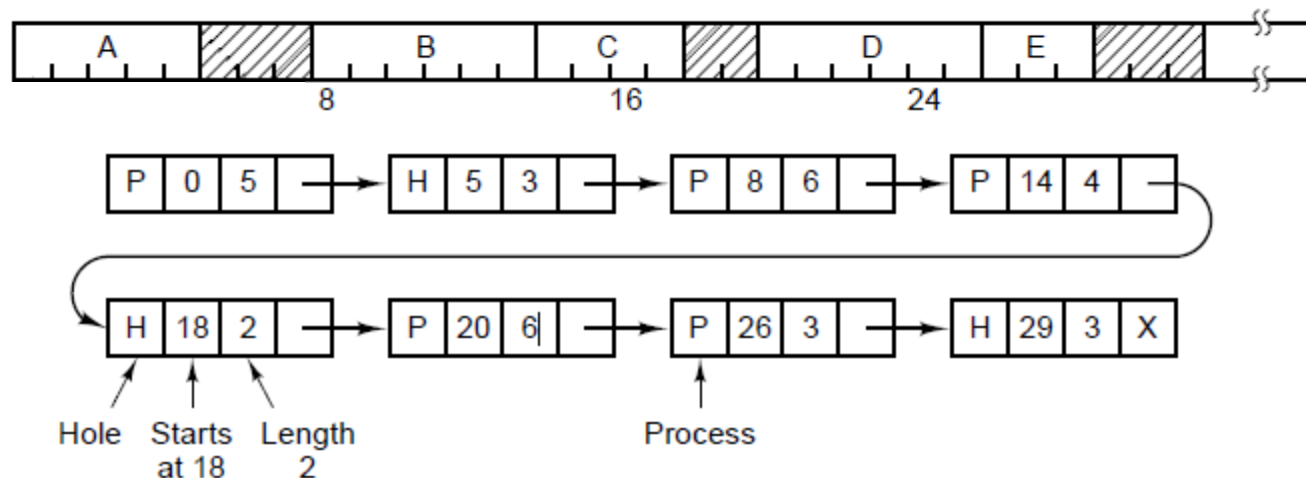 A B C D E
8 16 24
P 0 5 H 5 3 P 8 6 P 14 4
H 18 2 P 20 6 P 26 3 H 29 3 X
Hole Starts Length Process
at 18 2